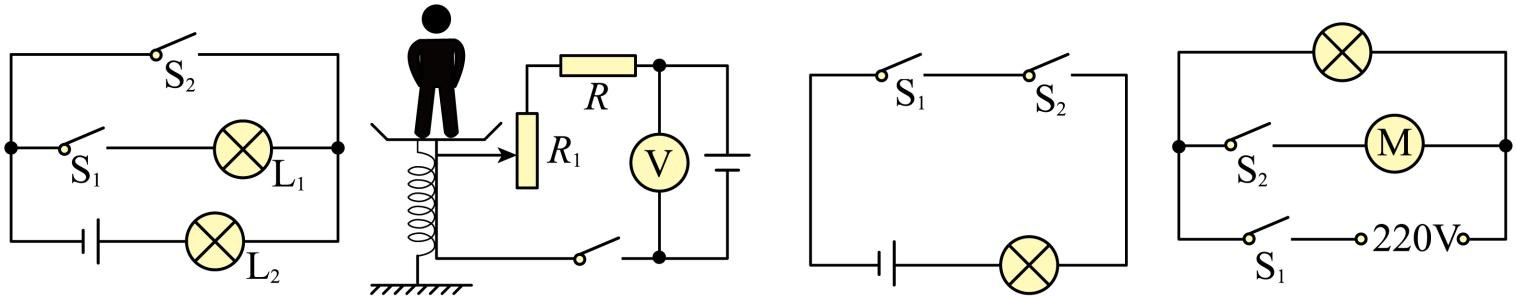 S₂
S₁
L₁
L₂
R
R₁
V
S₁
S₂
M
S₂
220V
S₁